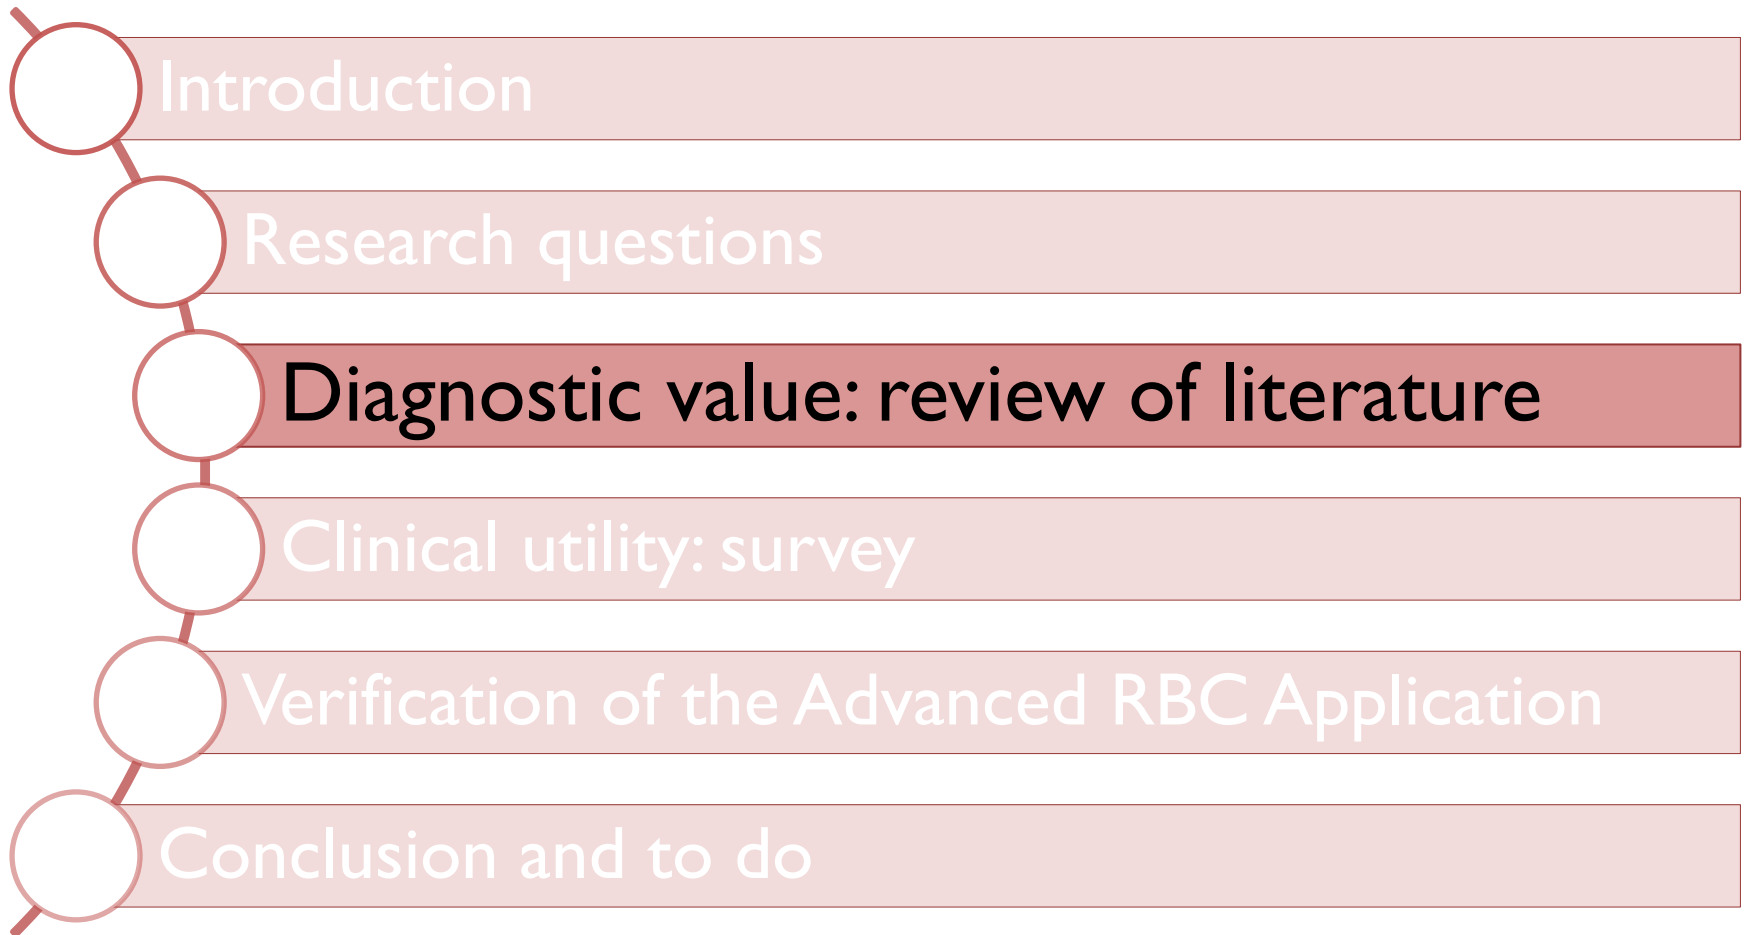 Introduction
Research questions
Diagnostic value: review of literature
Clinical utility: survey
Verification of the Advanced RBC Application
Conclusion and to do